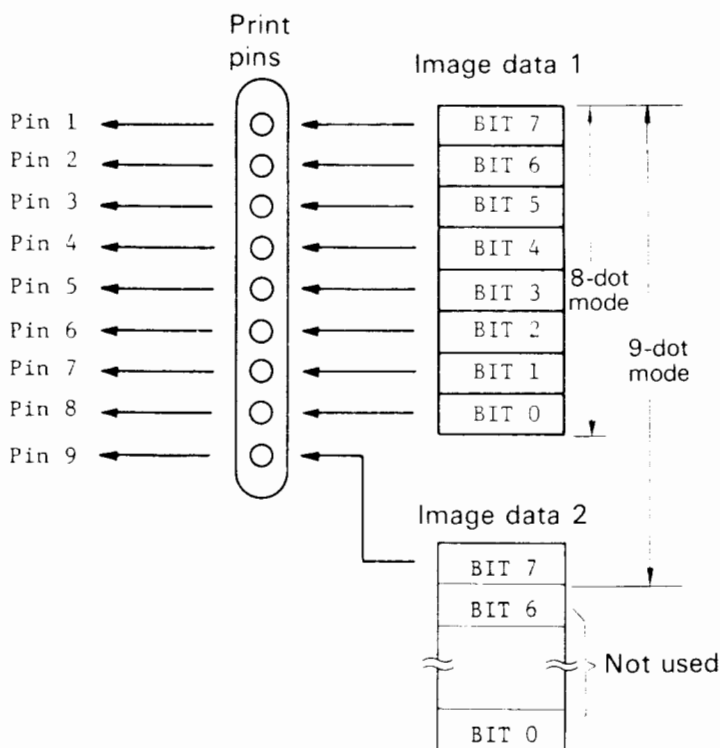 Print
pins
Image data 1
Pin 1
BIT 7
Pin 2
BIT 6
Pin 3
BIT 5
Pin 4
BIT 4
Pin 5
BIT 3
8-dot
mode
Pin 6
BIT 2
9-dot
mode
Pin 7
BIT 1
Pin 8
BIT 0
Pin 9
Image data 2
BIT 7
BIT 6
Not used
BIT 0